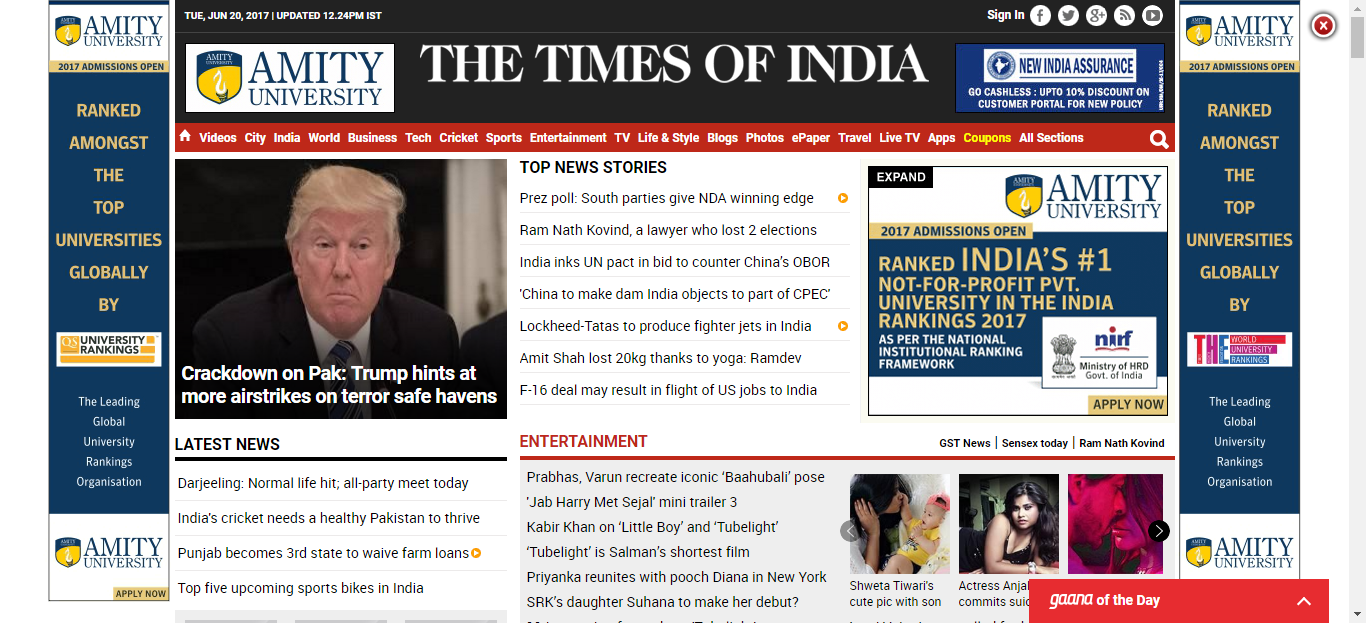 AMITY
UNIVERSITY
2017 ADMISSIONS OPEN
RANKED
AMONGST
THE
TOP
UNIVERSITIES
GLOBALLY
BY
QS UNIVERSITY
RANKINGS
The Leading
Global
University
Rankings
Organisation
AMITY
UNIVERSITY
APPLY NOW
TUE, JUN 20, 2017 | UPDATED 12.24PM IST
Sign In
AMITY
AMITY
UNIVERSITY
THE TIMES OF INDIA
NEW INDIA ASSURANCE
GO CASHLESS : UPTO 10% DISCOUNT ON
CUSTOMER PORTAL FOR NEW POLICY
Videos City India World Business Tech Cricket Sports Entertainment TV Life & Style Blogs Photos ePaper Travel Live TV Apps Coupons All Sections
Crackdown on Pak: Trump hints at
more airstrikes on terror safe havens
LATEST NEWS
Darjeeling: Normal life hit; all-party meet today
India's cricket needs a healthy Pakistan to thrive
Punjab becomes 3rd state to waive farm loans
Top five upcoming sports bikes in India
TOP NEWS STORIES
Prez poll: South parties give NDA winning edge
Ram Nath Kovind, a lawyer who lost 2 elections
India inks UN pact in bid to counter China's OBOR
'China to make dam India objects to part of CPEC'
Lockheed-Tatas to produce fighter jets in India
Amit Shah lost 20kg thanks to yoga: Ramdev
F-16 deal may result in flight of US jobs to India
EXPAND
AMITY
UNIVERSITY
2017 ADMISSIONS OPEN
RANKED INDIA'S #1
NOT-FOR-PROFIT PVT.
UNIVERSITY IN THE INDIA
RANKINGS 2017
AS PER THE NATIONAL
INSTITUTIONAL RANKING
FRAMEWORK
nirf
Ministry of HRD
Govt. of India
APPLY NOW
ENTERTAINMENT
GST News | Sensex today | Ram Nath Kovind
Prabhas, Varun recreate iconic 'Baahubali' pose
'Jab Harry Met Sejal' mini trailer 3
Kabir Khan on 'Little Boy' and 'Tubelight'
'Tubelight' is Salman's shortest film
Priyanka reunites with pooch Diana in New York
SRK's daughter Suhana to make her debut?
Shweta Tiwari's
cute pic with son
Actress Anjal
commits suic
gaana of the Day
AMITY
UNIVERSITY
2017 ADMISSIONS OPEN
RANKED
AMONGST
THE
TOP
UNIVERSITIES
GLOBALLY
BY
THE WORLD
UNIVERSITY
RANKINGS
The Leading
Global
University
Rankings
Organisation
AMITY
UNIVERSITY